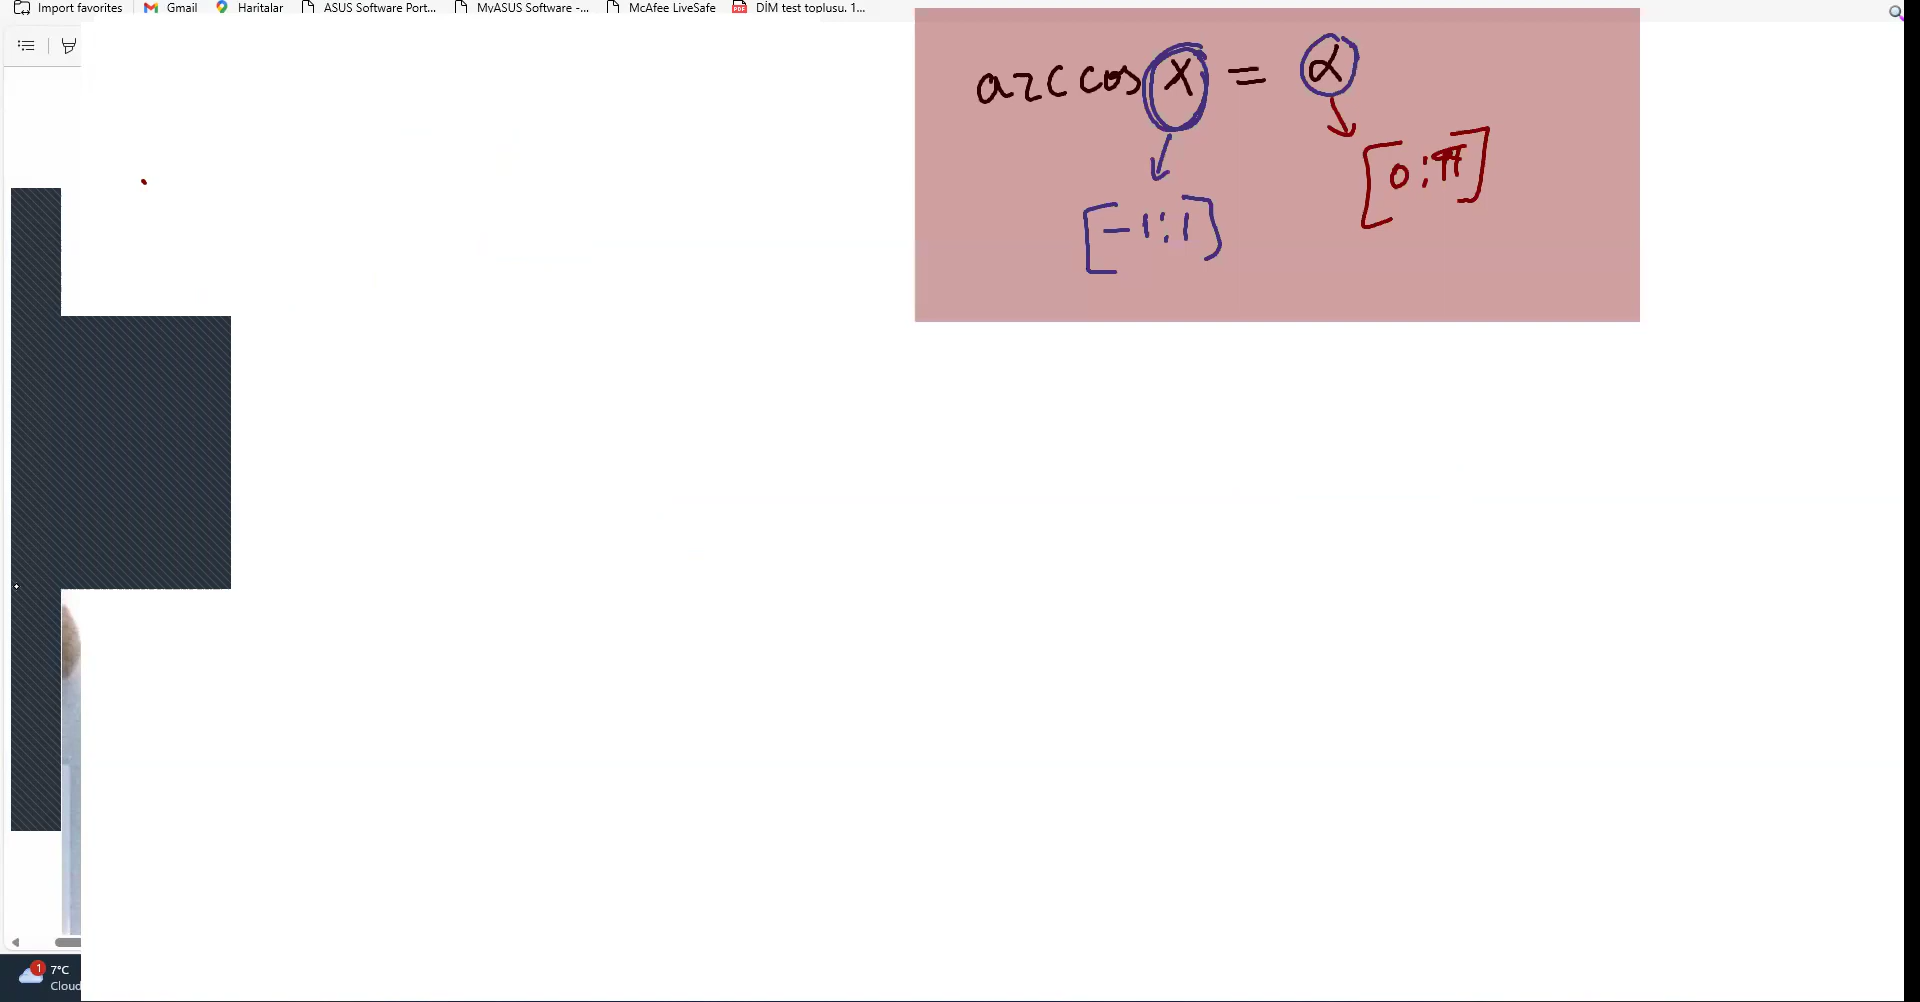 Import favorites Gmail Haritalar ASUS Software Port... MyASUS Software -... McAfee LiveSafe DİM test toplusu. 1...
arccos x = α
[0;π]
[-1;1]
1
7°C
Cloud